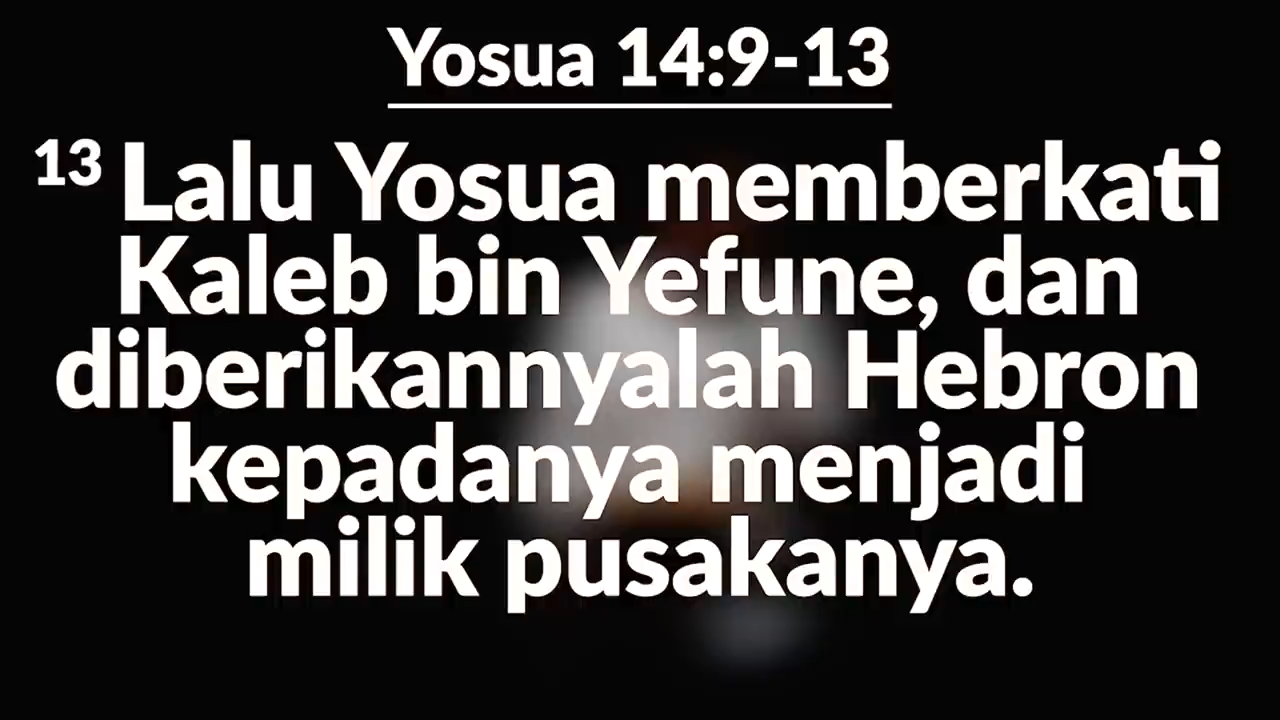 Yosua 14:9-13
13 Lalu Yosua memberkati
Kaleb bin Yefune, dan
diberikannyalah Hebron
kepadanya menjadi
milik pusakanya.